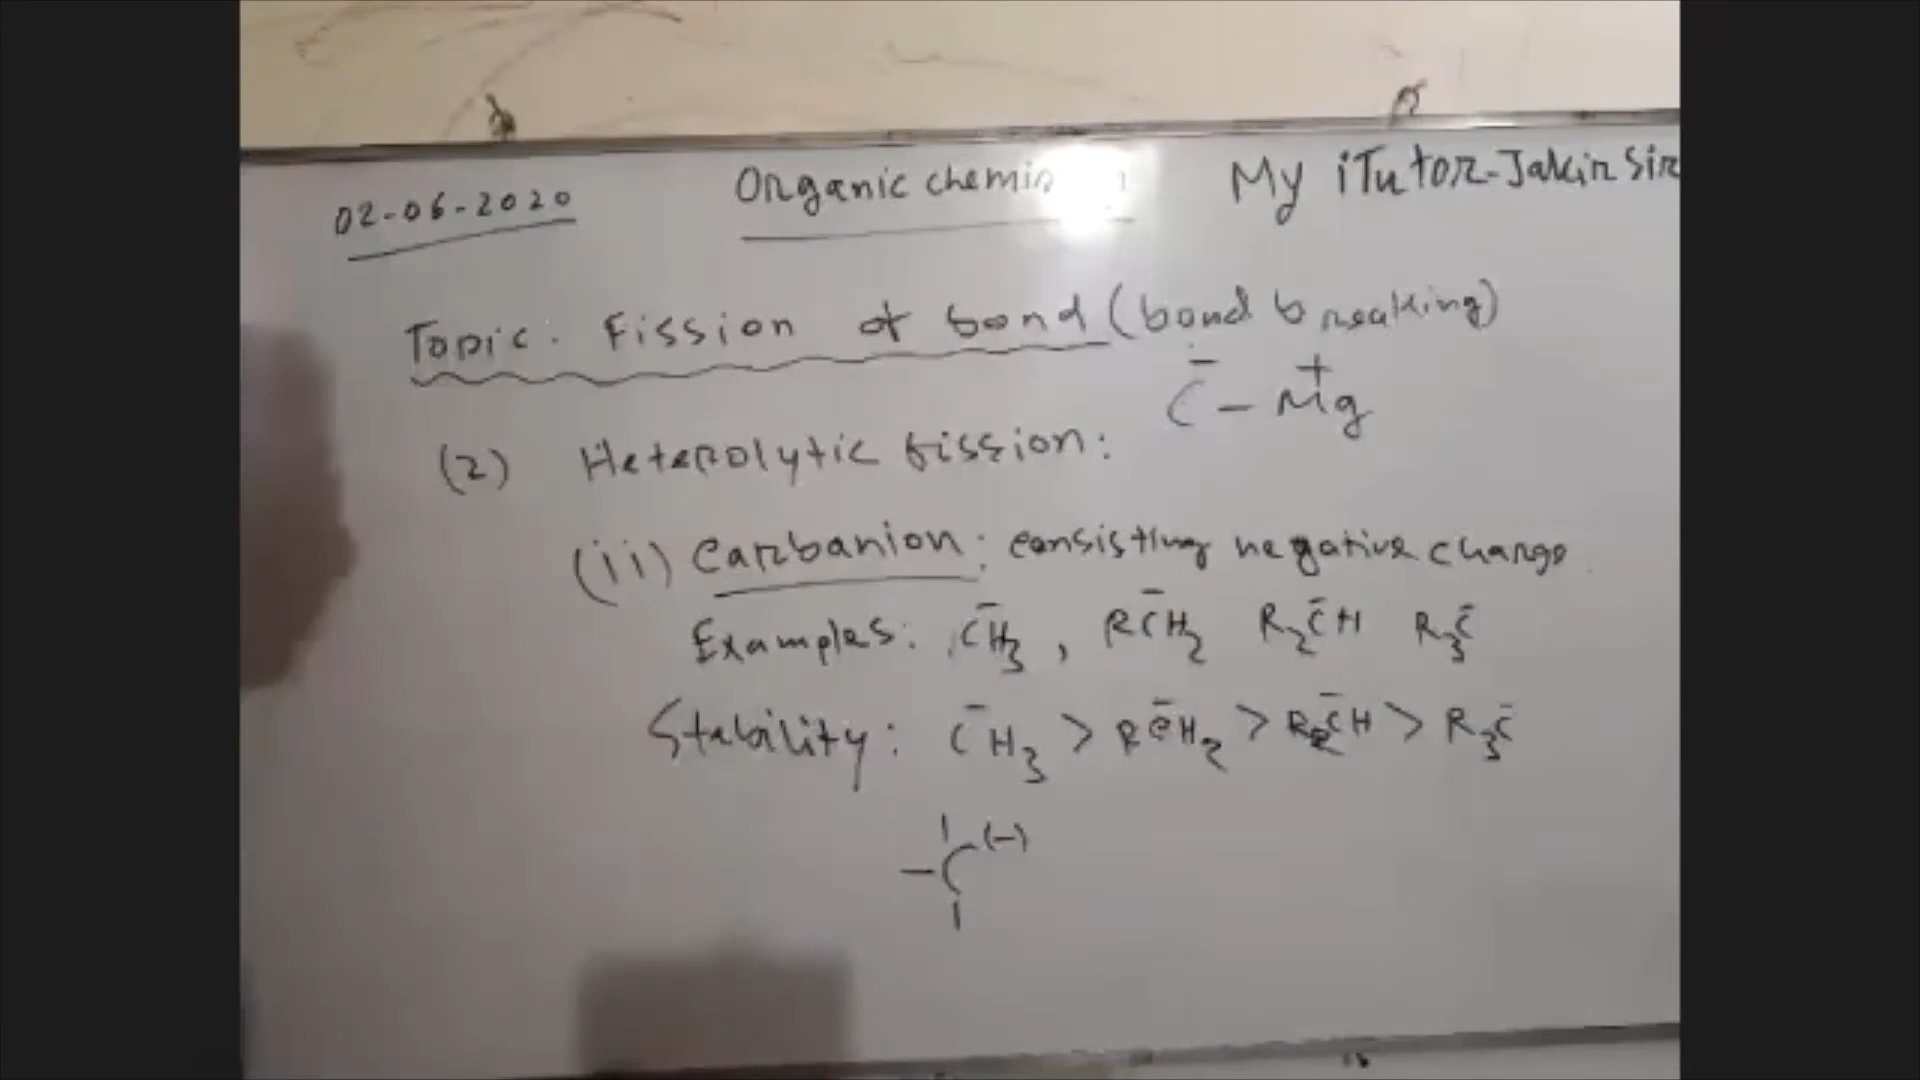 02-06-2020 Organic chemis My iTutor-Jakir Sir
Topic: Fission of bond (bond breaking)
C̄ - Mg⁺
(2) Heterolytic fission:
(ii) Carbanion: consisting negative charge
Examples: C̄H₃, RC̄H₂ R₂C̄H R₃C̄
Stability: C̄H₃ > RC̄H₂ > R₂C̄H > R₃C̄
-C(-)